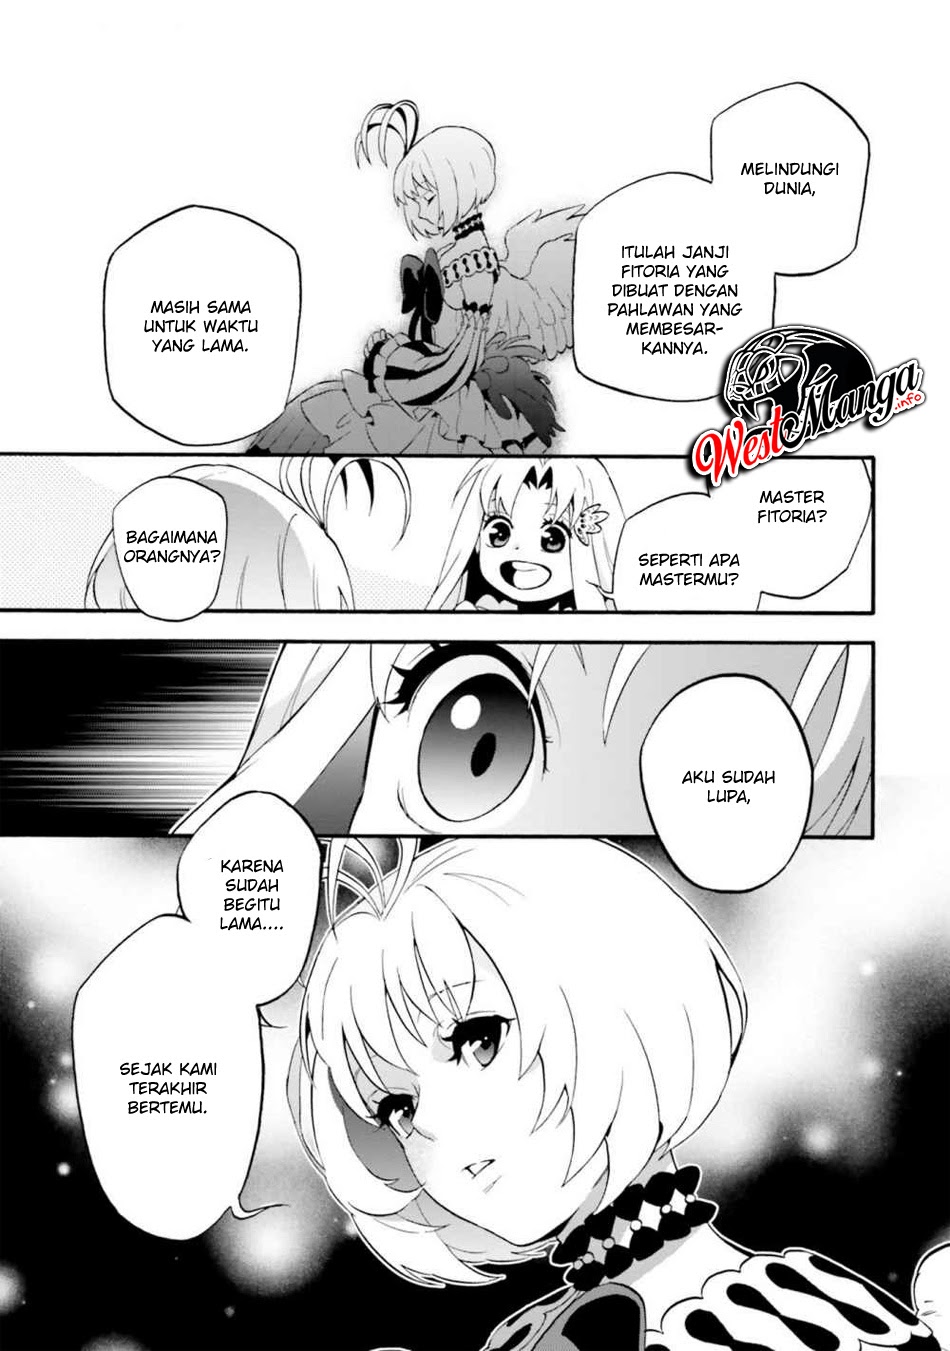 MELINDUNGI
DUNIA,
ITULAH JANJI
FITORIA YANG
DIBUAT DENGAN
PAHLAWAN YANG
MEMBESAR-
KANNYA.
MASIH SAMA
UNTUK WAKTU
YANG LAMA.
WestManga
.info
MASTER
FITORIA?
SEPERTI APA
MASTERMU?
BAGAIMANA
ORANGNYA?
AKU SUDAH
LUPA,
KARENA
SUDAH
BEGITU
LAMA....
SEJAK KAMI
TERAKHIR
BERTEMU.